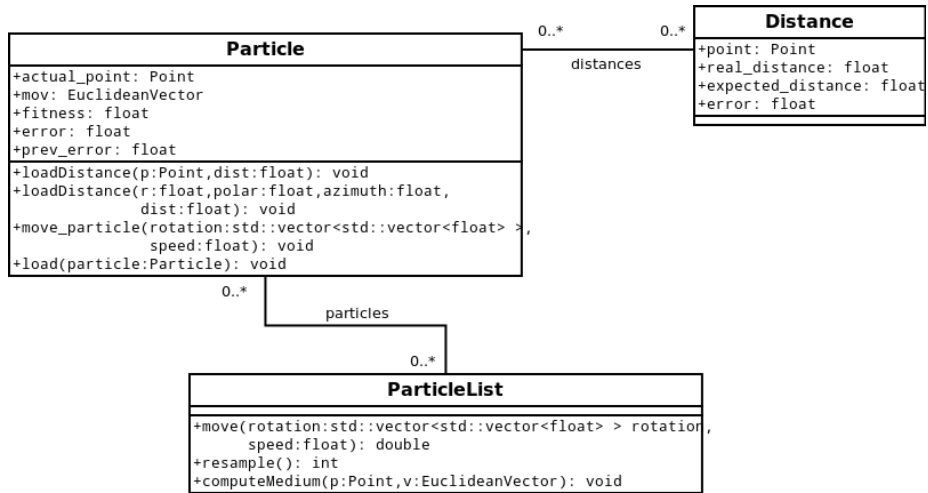 Particle
+actual_point: Point
+mov: EuclideanVector
+fitness: float
+error: float
+prev_error: float
+loadDistance(p:Point,dist:float): void
+loadDistance(r:float,polar:float,azimuth:float,
dist:float): void
+move_particle(rotation:std::vector<std::vector<float> >,
speed:float): void
+load(particle:Particle): void
0..*
0..*
distances
Distance
+point: Point
+real_distance: float
+expected_distance: float
+error: float
0..*
particles
0..*
ParticleList
+move(rotation:std::vector<std::vector<float> > rotation,
speed:float): double
+resample(): int
+computeMedium(p:Point,v:EuclideanVector): void